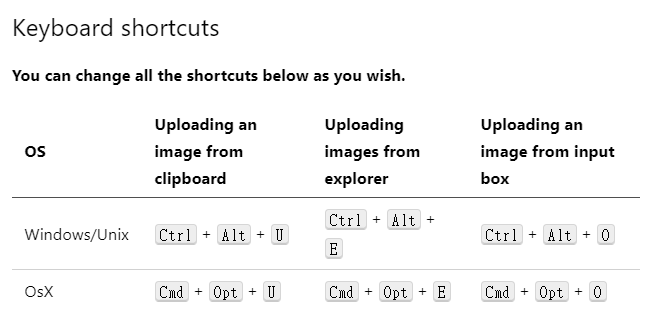 Keyboard shortcuts
You can change all the shortcuts below as you wish.
OS
Uploading an
image from
clipboard
Uploading
images from
explorer
Uploading an
image from input
box
Windows/Unix
Ctrl + Alt + U
Ctrl + Alt +
E
Ctrl + Alt + O
OsX
Cmd + Opt + U
Cmd + Opt + E
Cmd + Opt + O